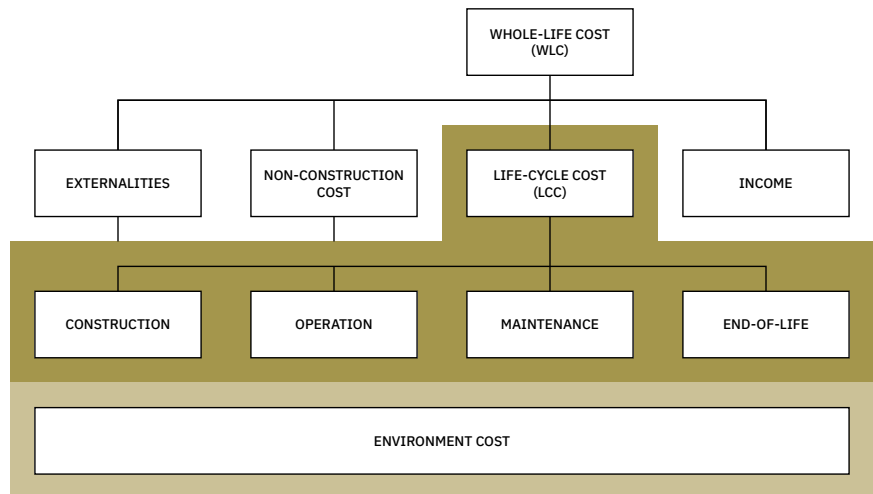 WHOLE-LIFE COST
(WLC)
EXTERNALITIES
NON-CONSTRUCTION
COST
LIFE-CYCLE COST
(LCC)
INCOME
CONSTRUCTION
OPERATION
MAINTENANCE
END-OF-LIFE
ENVIRONMENT COST